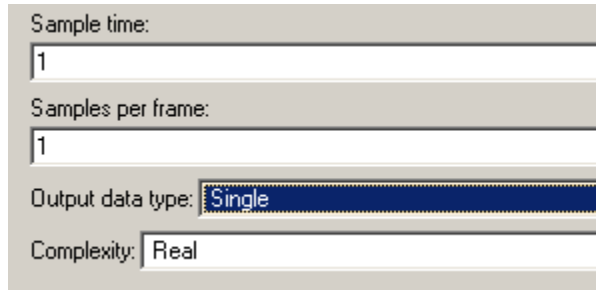 Sample time:
1
Samples per frame:
1
Output data type: Single
Complexity: Real